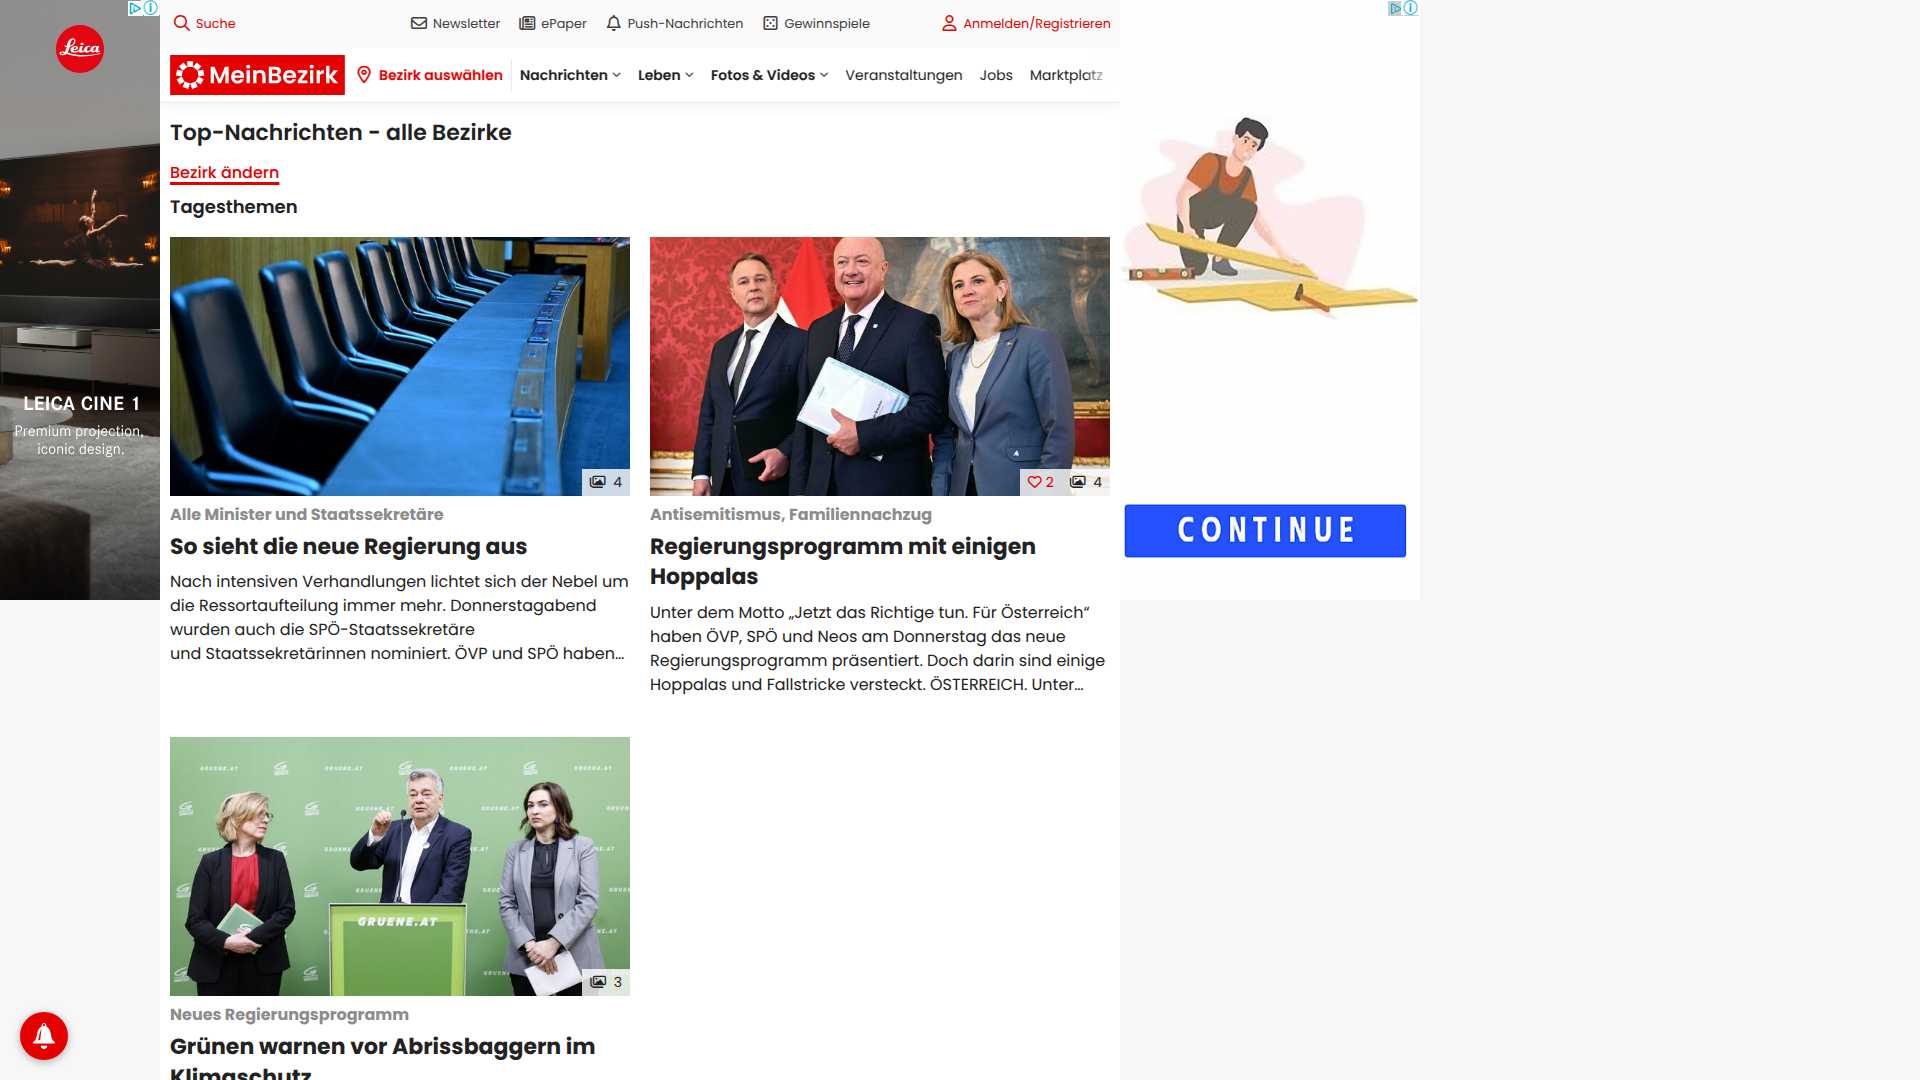 Suche
Newsletter
ePaper
Push-Nachrichten
Gewinnspiele
Anmelden/Registrieren
MeinBezirk
Bezirk auswählen
Nachrichten
Leben
Fotos & Videos
Veranstaltungen
Jobs
Marktplatz
Leica
LEICA CINE 1
Premium projection,
iconic design.
Top-Nachrichten - alle Bezirke
Bezirk ändern
Tagesthemen
4
Alle Minister und Staatssekretäre
So sieht die neue Regierung aus
Nach intensiven Verhandlungen lichtet sich der Nebel um
die Ressortaufteilung immer mehr. Donnerstagabend
wurden auch die SPÖ-Staatssekretäre
und Staatssekretärinnen nominiert. ÖVP und SPÖ haben...
2
4
Antisemitismus, Familiennachzug
Regierungsprogramm mit einigen
Hoppalas
Unter dem Motto „Jetzt das Richtige tun. Für Österreich“
haben ÖVP, SPÖ und Neos am Donnerstag das neue
Regierungsprogramm präsentiert. Doch darin sind einige
Hoppalas und Fallstricke versteckt. ÖSTERREICH. Unter...
CONTINUE
GRUENE.AT
3
Neues Regierungsprogramm
Grünen warnen vor Abrissbaggern im
Klimaschutz